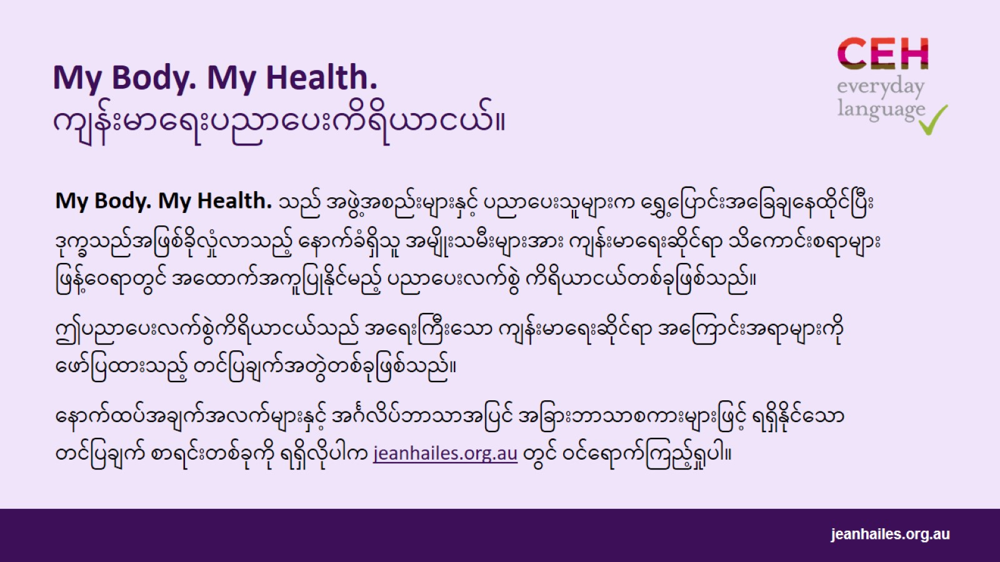 My Body. My Health.
ကျန်းမာရေးပညာပေးကိရိယာငယ်။
CEH
everyday
language
My Body. My Health. သည် အဖွဲ့အစည်းများနှင့် ပညာပေးသူများက ရွှေ့ပြောင်းအခြေချနေထိုင်ပြီး
ဒုက္ခသည်အဖြစ်ခိုလှုံလာသည့် နောက်ခံရှိသူ အမျိုးသမီးများအား ကျန်းမာရေးဆိုင်ရာ သိကောင်းစရာများ
ဖြန့်ဝေရာတွင် အထောက်အကူပြုနိုင်မည့် ပညာပေးလက်စွဲ ကိရိယာငယ်တစ်ခုဖြစ်သည်။
ဤပညာပေးလက်စွဲကိရိယာငယ်သည် အရေးကြီးသော ကျန်းမာရေးဆိုင်ရာ အကြောင်းအရာများကို
ဖော်ပြထားသည့် တင်ပြချက်အတွဲတစ်ခုဖြစ်သည်။
နောက်ထပ်အချက်အလက်များနှင့် အင်္ဂလိပ်ဘာသာအပြင် အခြားဘာသာစကားများဖြင့် ရရှိနိုင်သော
တင်ပြချက် စာရင်းတစ်ခုကို ရရှိလိုပါက jeanhailes.org.au တွင် ဝင်ရောက်ကြည့်ရှုပါ။
jeanhailes.org.au